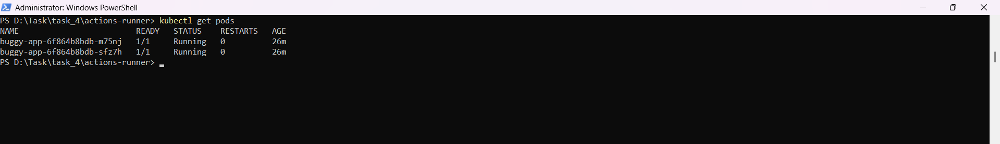 Administrator: Windows PowerShell
PS D:\Task\task_4\actions-runner> kubectl get pods
NAME                         READY   STATUS    RESTARTS   AGE
buggy-app-6f864b8bdb-m75nj   1/1     Running   0          26m
buggy-app-6f864b8bdb-sfz7h   1/1     Running   0          26m
PS D:\Task\task_4\actions-runner>